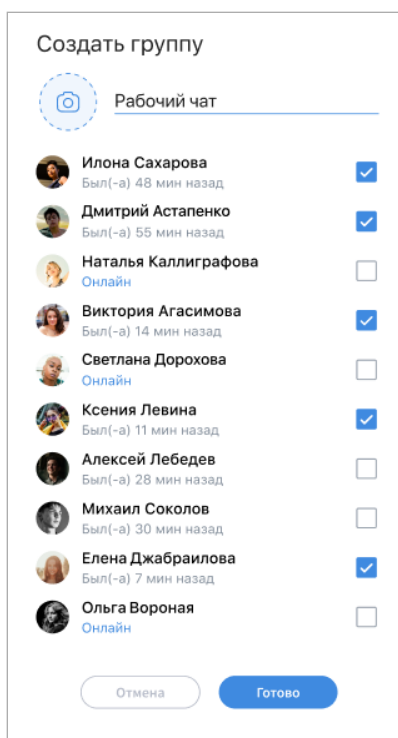 Создать группу
Рабочий чат
Илона Сахарова
Был(-а) 48 мин назад
Дмитрий Астапенко
Был(-а) 55 мин назад
Наталья Каллиграфова
Онлайн
Виктория Агасимова
Был(-а) 14 мин назад
Светлана Дорохова
Онлайн
Ксения Левина
Был(-а) 11 мин назад
Алексей Лебедев
Был(-а) 28 мин назад
Михаил Соколов
Был(-а) 30 мин назад
Елена Джабраилова
Был(-а) 7 мин назад
Ольга Вороная
Онлайн
Отмена Готово